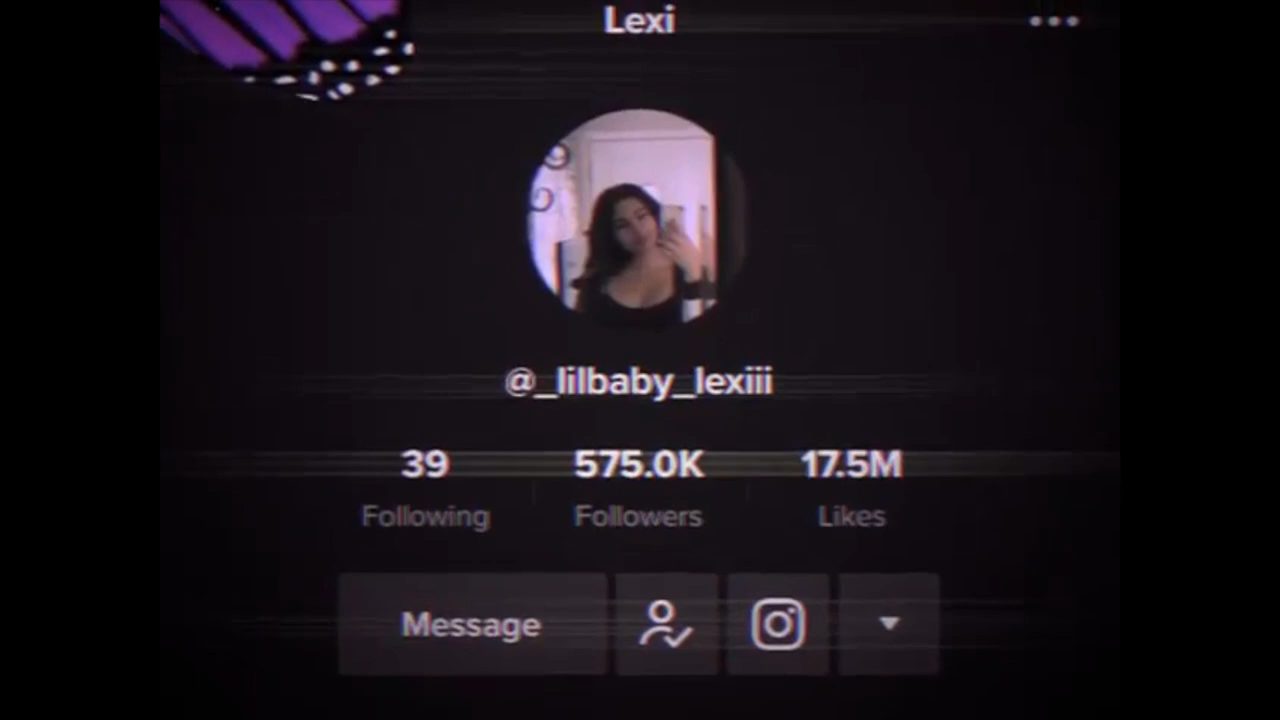 Lexi
@_lilbaby_lexiii
39 575.0K 17.5M
Following Followers Likes
Message